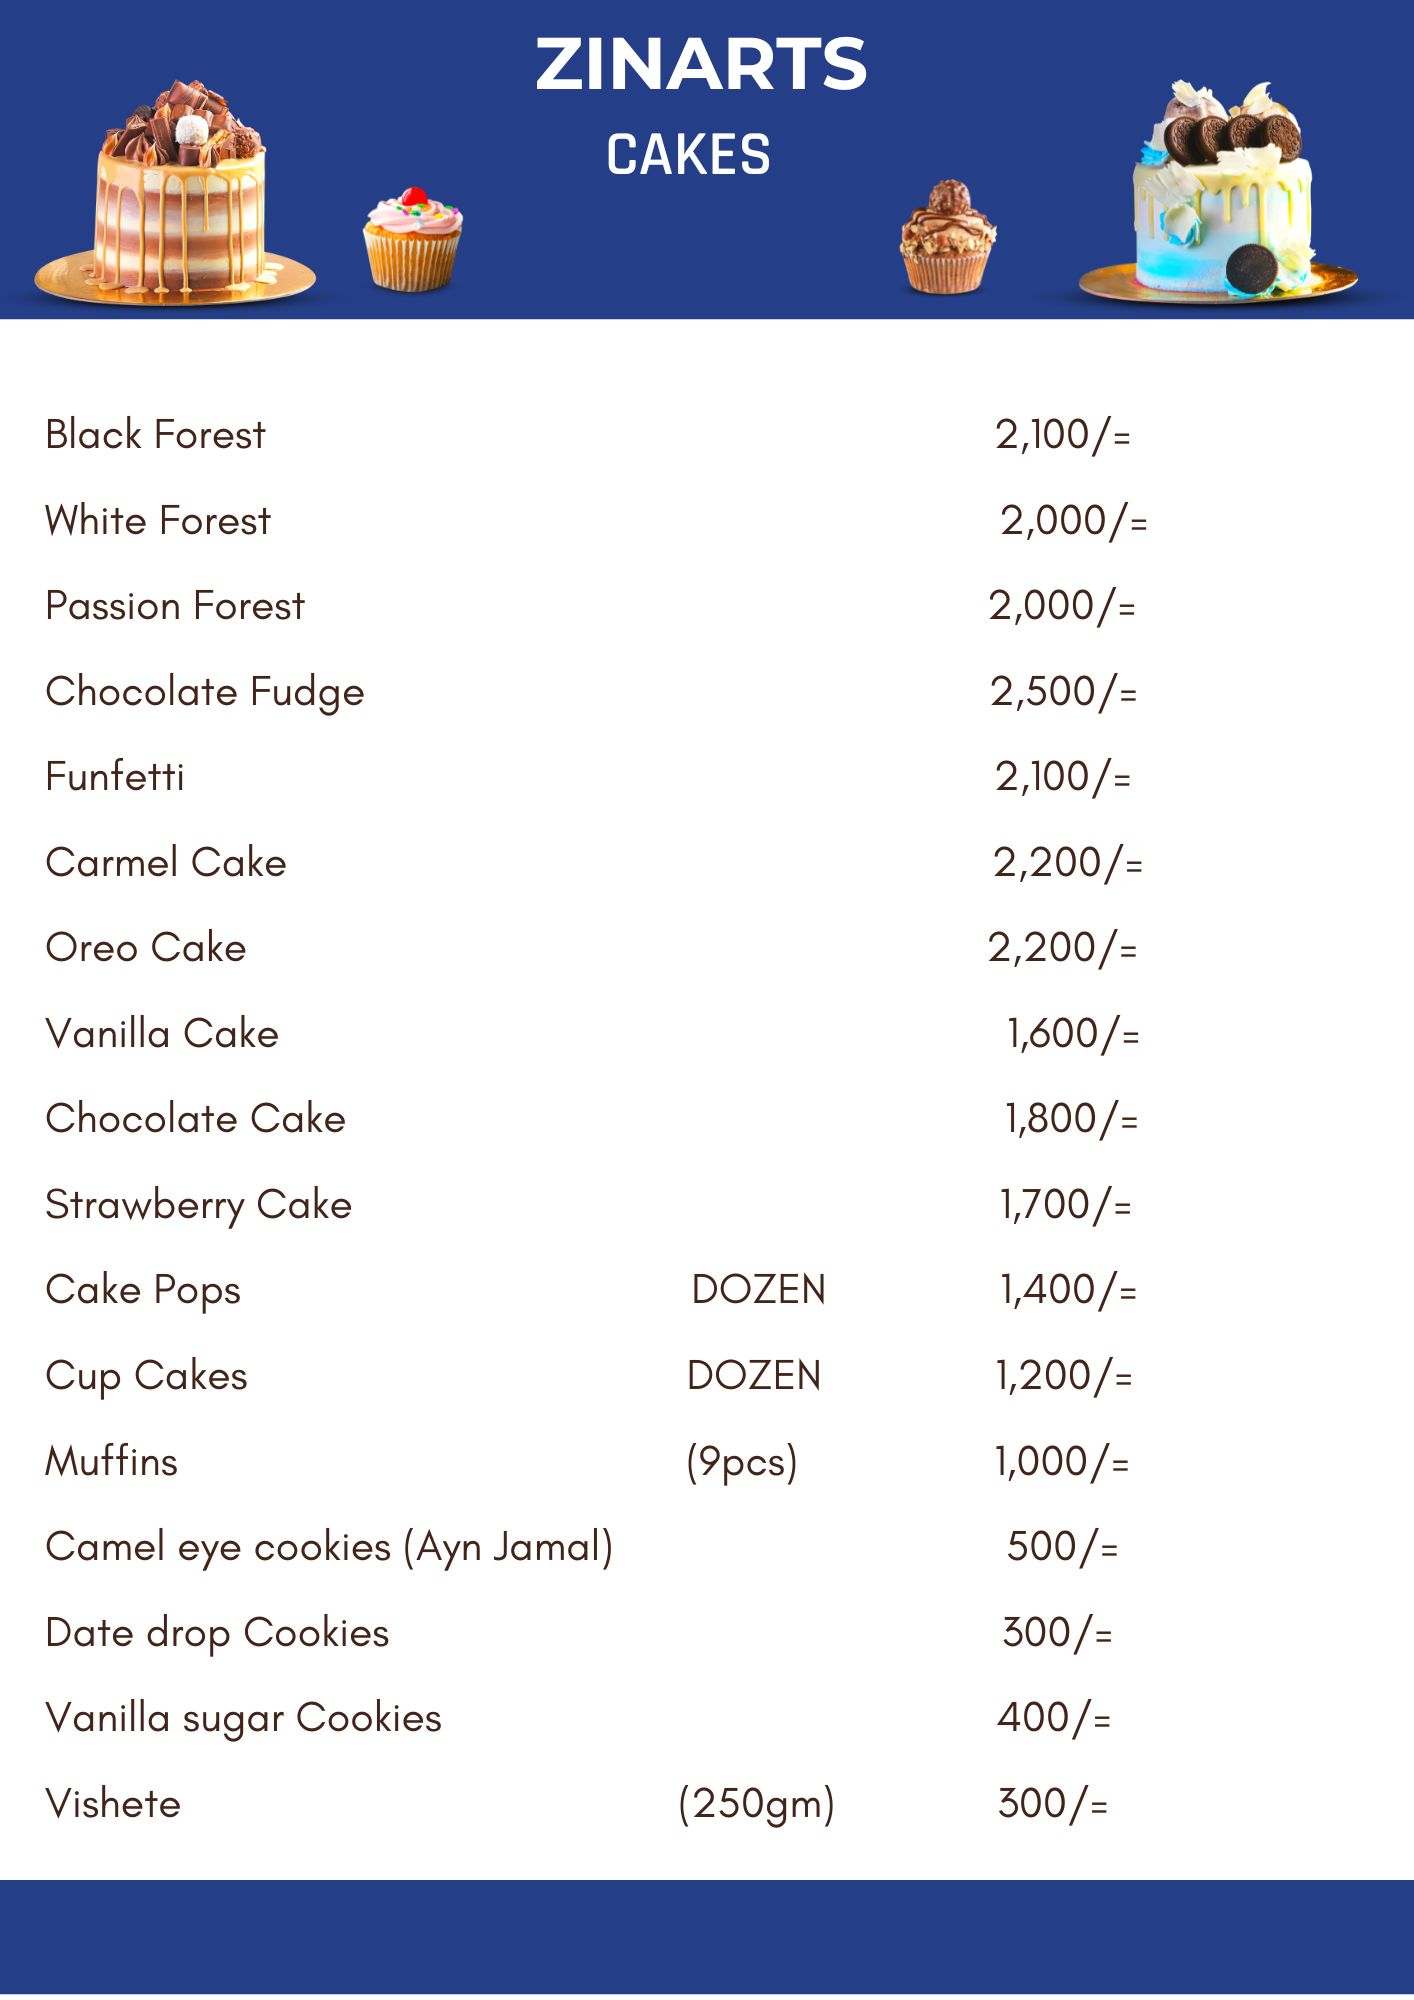 ZINARTS
CAKES
Black Forest 2,100/=
White Forest 2,000/=
Passion Forest 2,000/=
Chocolate Fudge 2,500/=
Funfetti 2,100/=
Carmel Cake 2,200/=
Oreo Cake 2,200/=
Vanilla Cake 1,600/=
Chocolate Cake 1,800/=
Strawberry Cake 1,700/=
Cake Pops DOZEN 1,400/=
Cup Cakes DOZEN 1,200/=
Muffins (9pcs) 1,000/=
Camel eye cookies (Ayn Jamal) 500/=
Date drop Cookies 300/=
Vanilla sugar Cookies 400/=
Vishete (250gm) 300/=